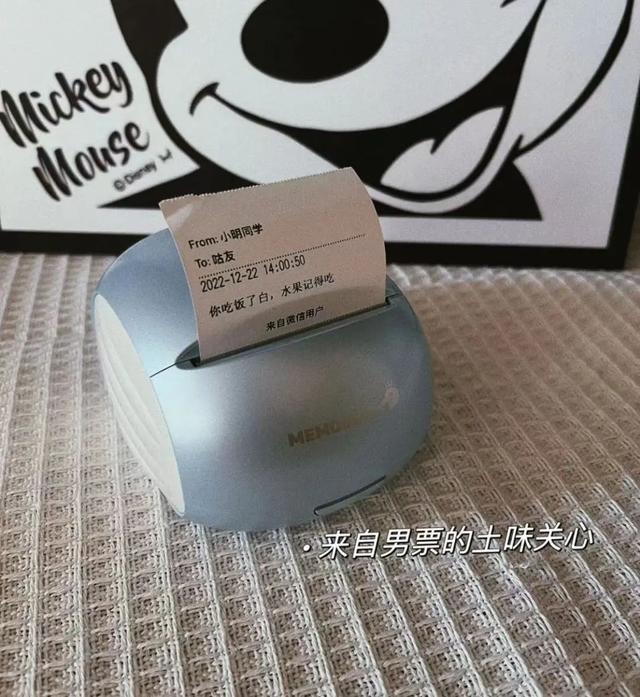 Mickey
Mouse
©Disney
From: 小明同学
To: 咕友
2022-12-22 14:00:50
你吃饭了白，水果记得吃
来自微信用户
·来自男票的土味关心